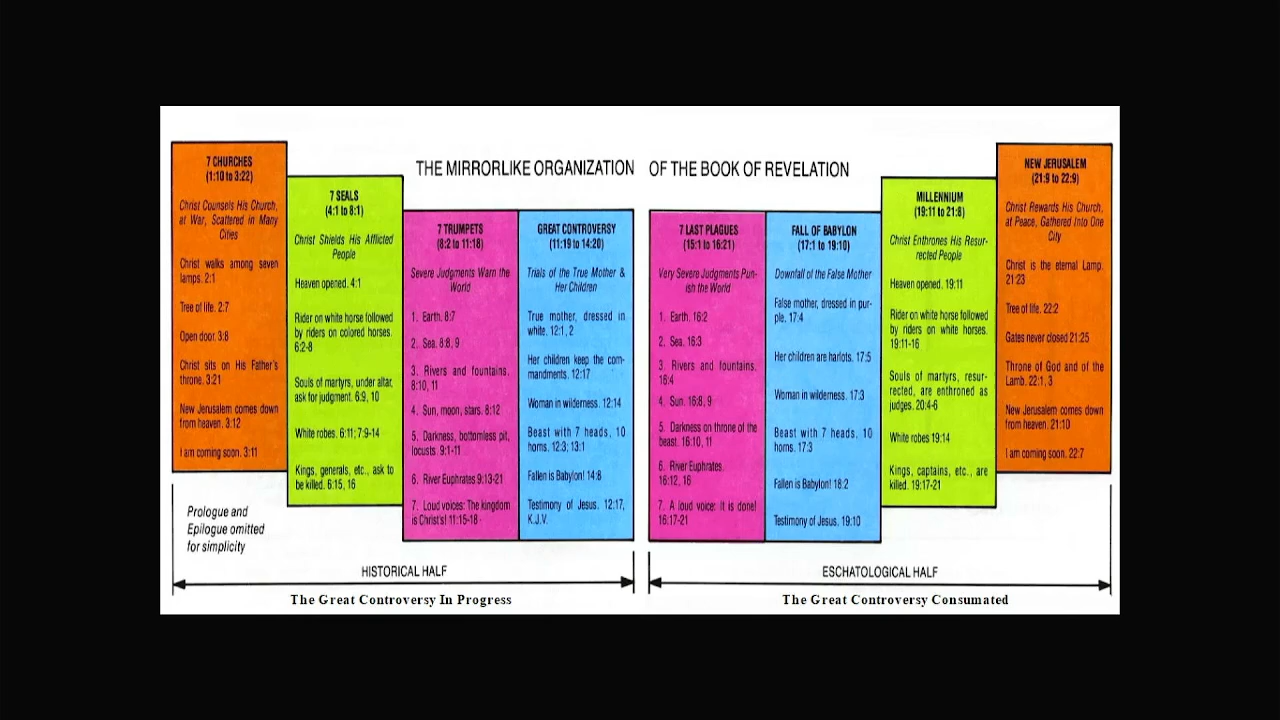 THE MIRRORLIKE ORGANIZATION OF THE BOOK OF REVELATION
7 CHURCHES
(1:10 to 3:22)
Christ Counsels His Church,
at War, Scattered in Many
Cities
Christ walks among seven
lamps. 2:1
Tree of life. 2:7
Open door. 3:8
Christ sits on His Father's
throne. 3:21
New Jerusalem comes down
from heaven. 3:12
I am coming soon. 3:11
7 SEALS
(4:1 to 8:1)
Christ Shields His Afflicted
People
Heaven opened. 4:1
Rider on white horse followed
by riders on colored horses.
6:2-8
Souls of martyrs, under altar,
ask for judgment. 6:9, 10
White robes. 6:11; 7:9-14
Kings, generals, etc., ask to
be killed. 6:15, 16
7 TRUMPETS
(8:2 to 11:18)
Severe Judgments Warn the
World
1. Earth. 8:7
2. Sea. 8:8, 9
3. Rivers and fountains.
8:10, 11
4. Sun, moon, stars. 8:12
5. Darkness, bottomless pit,
locusts. 9:1-11
6. River Euphrates 9:13-21
7. Loud voices: The kingdom
is Christ's! 11:15-18
GREAT CONTROVERSY
(11:19 to 14:20)
Trials of the True Mother &
Her Children
True mother, dressed in
white. 12:1, 2
Her children keep the com-
mandments. 12:17
Woman in wilderness. 12:14
Beast with 7 heads, 10
horns. 12:3; 13:1
Fallen is Babylon! 14:8
Testimony of Jesus. 12:17,
K.J.V.
7 LAST PLAGUES
(15:1 to 16:21)
Very Severe Judgments Pun-
ish the World
1. Earth. 16:2
2. Sea. 16:3
3. Rivers and fountains.
16:4
4. Sun. 16:8, 9
5. Darkness on throne of the
beast. 16:10, 11
6. River Euphrates.
16:12, 16
7. A loud voice: It is done!
16:17-21
FALL OF BABYLON
(17:1 to 19:10)
Downfall of the False Mother
False mother, dressed in pur-
ple. 17:4
Her children are harlots. 17:5
Woman in wilderness. 17:3
Beast with 7 heads, 10
horns. 17:3
Fallen is Babylon! 18:2
Testimony of Jesus. 19:10
MILLENNIUM
(19:11 to 21:8)
Christ Enthrones His Resur-
rected People
Heaven opened. 19:11
Rider on white horse followed
by riders on white horses.
19:11-16
Souls of martyrs, resur-
rected, are enthroned as
judges. 20:4-6
White robes 19:14
Kings, captains, etc., are
killed. 19:17-21
NEW JERUSALEM
(21:9 to 22:9)
Christ Rewards His Church,
at Peace, Gathered Into One
City
Christ is the eternal Lamp.
21:23
Tree of life. 22:2
Gates never closed 21:25
Throne of God and of the
Lamb. 22:1, 3
New Jerusalem comes down
from heaven. 21:10
I am coming soon. 22:7
Prologue and
Epilogue omitted
for simplicity
HISTORICAL HALF
The Great Controversy In Progress
ESCHATOLOGICAL HALF
The Great Controversy Consumated